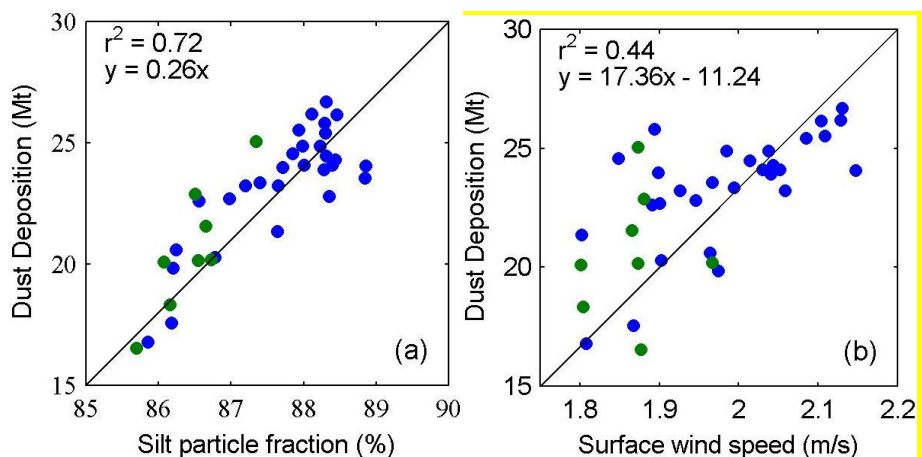 r² = 0.72
y = 0.26x
Dust Deposition (Mt)
30
25
20
15
(a)
85 86 87 88 89 90
Silt particle fraction (%)
r² = 0.44
y = 17.36x - 11.24
Dust Deposition (Mt)
30
25
20
15
(b)
1.8 1.9 2 2.1 2.2
Surface wind speed (m/s)